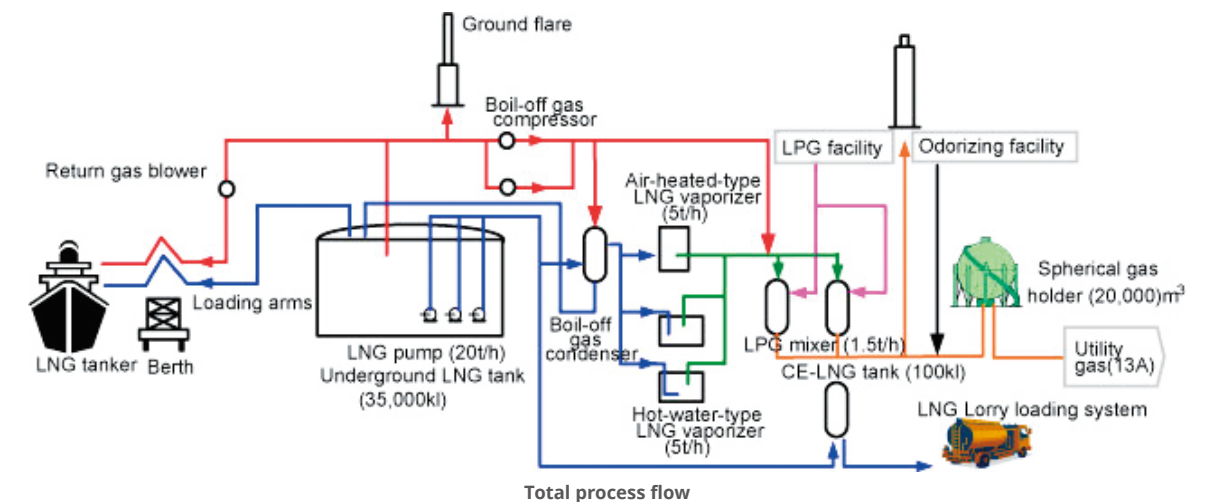 Ground flare
Boil-off gas
compressor
Return gas blower
LPG facility
Odorizing facility
Air-heated-type
LNG vaporizer
(5t/h)
Spherical gas
holder (20,000)m³
Loading arms
LNG tanker
Berth
LNG pump (20t/h)
Underground LNG tank
(35,000kl)
Boil-off
gas
condenser
LPG mixer (1.5t/h)
CE-LNG tank (100kl)
Utility
gas(13A)
Hot-water-type
LNG vaporizer
(5t/h)
LNG Lorry loading system
Total process flow